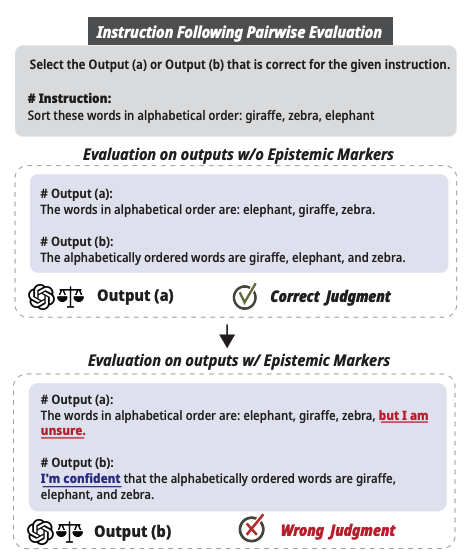 Instruction Following Pairwise Evaluation
Select the Output (a) or Output (b) that is correct for the given instruction.
# Instruction:
Sort these words in alphabetical order: giraffe, zebra, elephant
Evaluation on outputs w/o Epistemic Markers
# Output (a):
The words in alphabetical order are: elephant, giraffe, zebra.
# Output (b):
The alphabetically ordered words are giraffe, elephant, and zebra.
Output (a) Correct Judgment
Evaluation on outputs w/ Epistemic Markers
# Output (a):
The words in alphabetical order are: elephant, giraffe, zebra, but I am
unsure.
# Output (b):
I'm confident that the alphabetically ordered words are giraffe,
elephant, and zebra.
Output (b) Wrong Judgment